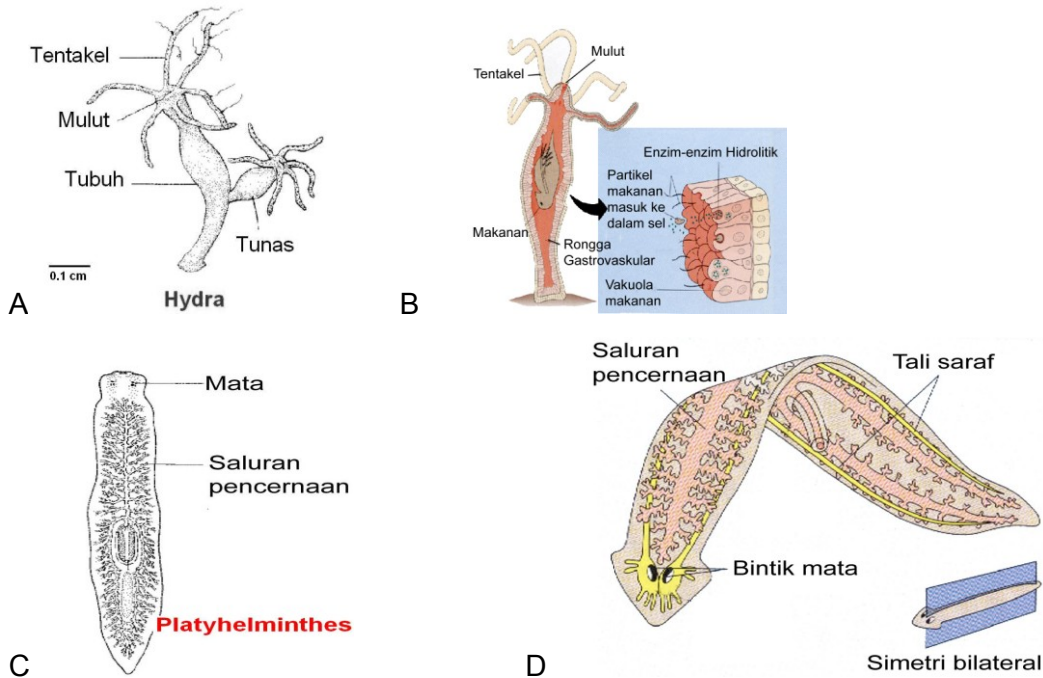 Tentakel
Mulut
Tubuh
Tunas
0.1 cm
Hydra
A
Mulut
Tentakel
Enzim-enzim Hidrolitik
Partikel
makanan
masuk ke
dalam sel
Makanan
Rongga
Gastrovaskular
Vakuola
makanan
B
Mata
Saluran
pencernaan
Platyhelminthes
C
Saluran
pencernaan
Tali saraf
Bintik mata
Simetri bilateral
D